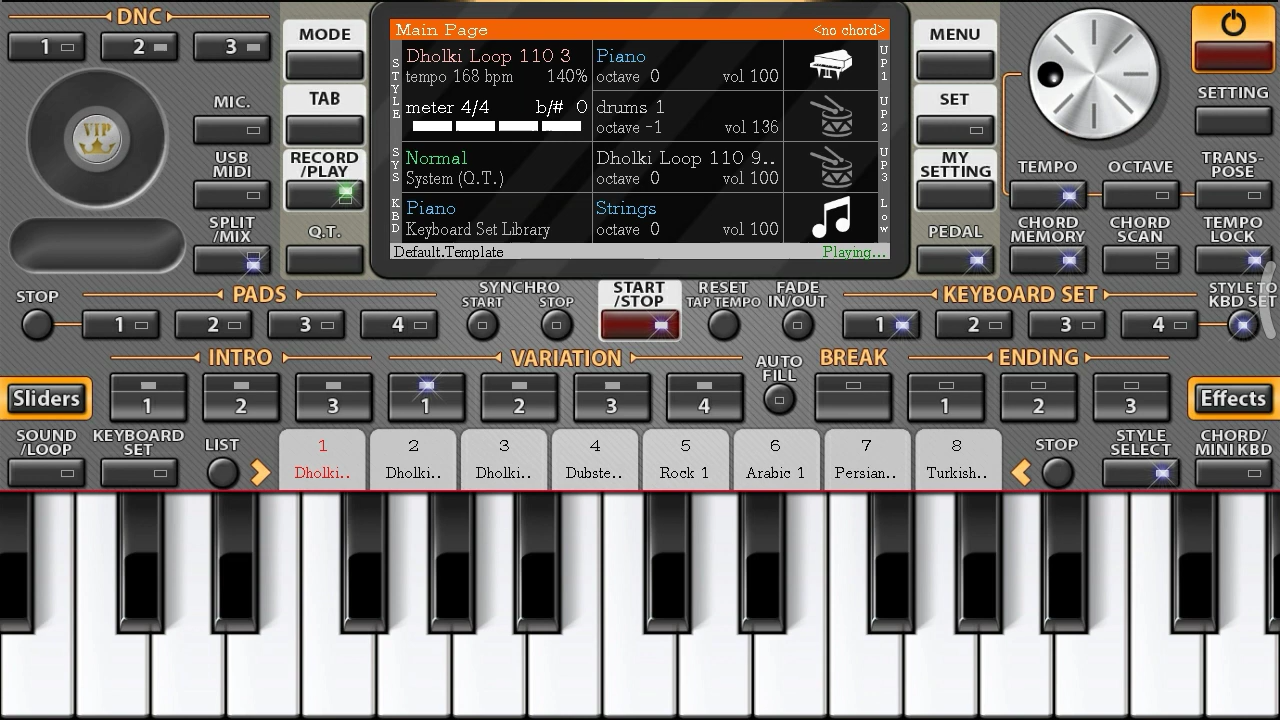 DNC
1 2 3
VIP
MIC.
USB
MIDI
SPLIT
/MIX
MODE
TAB
RECORD
/PLAY
Q.T.
Main Page <no chord>
STYLE
Dholki Loop 110 3
tempo 168 bpm 140%
meter 4/4 b/# 0
Piano
octave 0 vol 100
UP1
drums 1
octave -1 vol 136
UP2
SYS
Normal
System (Q.T.)
Dholki Loop 110 9..
octave 0 vol 100
UP3
KBD
Piano
Keyboard Set Library
Strings
octave 0 vol 100
Low
Default.Template Playing...
MENU
SET
MY
SETTING
PEDAL
SETTING
TEMPO OCTAVE TRANS-
POSE
CHORD
MEMORY
CHORD
SCAN
TEMPO
LOCK
STOP
PADS
1 2 3 4
SYNCHRO
START STOP
START
/STOP
RESET
TAP TEMPO
FADE
IN/OUT
KEYBOARD SET
1 2 3 4
STYLE TO
KBD SET
Sliders
INTRO
1 2 3
VARIATION
1 2 3 4
AUTO
FILL
BREAK
ENDING
1 2 3
Effects
SOUND
/LOOP
KEYBOARD
SET
LIST
1
Dholki..
2
Dholki..
3
Dholki..
4
Dubste..
5
Rock 1
6
Arabic 1
7
Persian..
8
Turkish..
STOP
STYLE
SELECT
CHORD/
MINI KBD